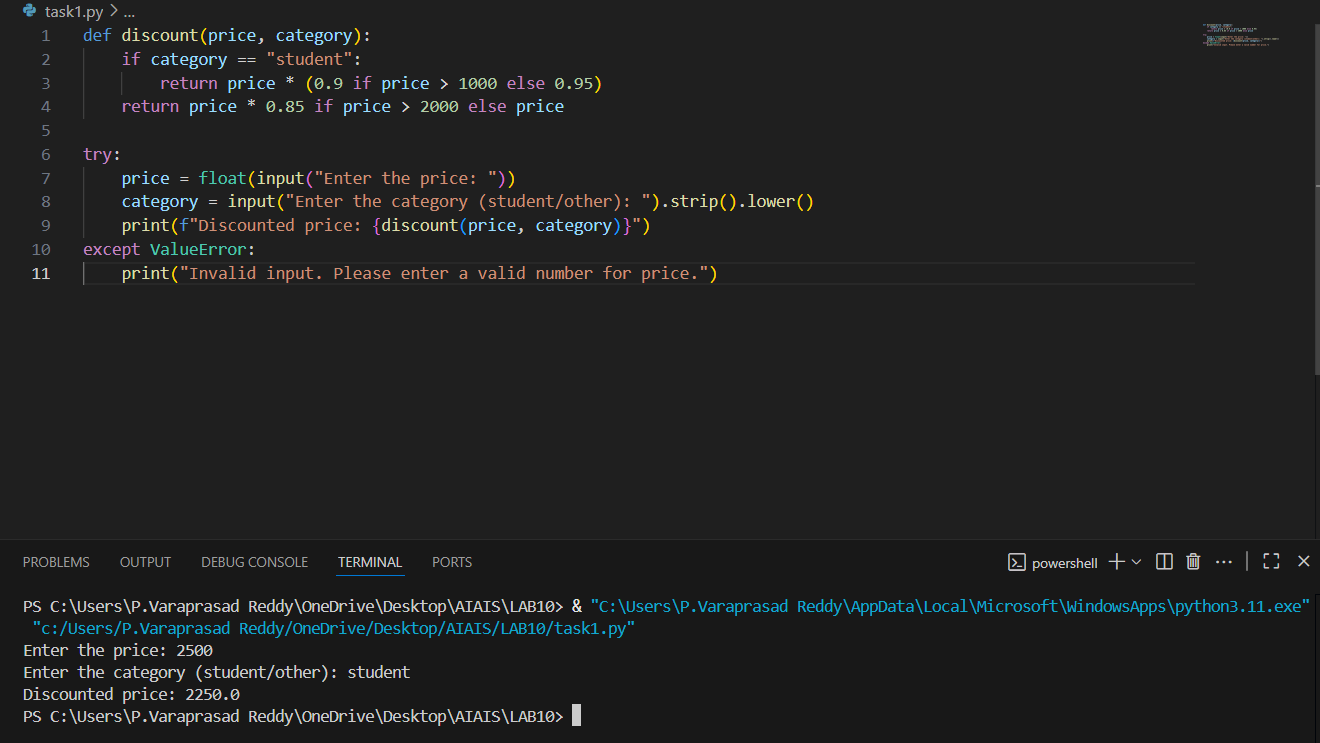 task1.py > ...
1 def discount(price, category):
2     if category == "student":
3         return price * (0.9 if price > 1000 else 0.95)
4     return price * 0.85 if price > 2000 else price
5
6 try:
7     price = float(input("Enter the price: "))
8     category = input("Enter the category (student/other): ").strip().lower()
9     print(f"Discounted price: {discount(price, category)}")
10 except ValueError:
11     print("Invalid input. Please enter a valid number for price.")
PROBLEMS OUTPUT DEBUG CONSOLE TERMINAL PORTS powershell
PS C:\Users\P.Varaprasad Reddy\OneDrive\Desktop\AIAIS\LAB10> & "C:\Users\P.Varaprasad Reddy\AppData\Local\Microsoft\WindowsApps\python3.11.exe"
"c:/Users/P.Varaprasad Reddy/OneDrive/Desktop/AIAIS/LAB10/task1.py"
Enter the price: 2500
Enter the category (student/other): student
Discounted price: 2250.0
PS C:\Users\P.Varaprasad Reddy\OneDrive\Desktop\AIAIS\LAB10>